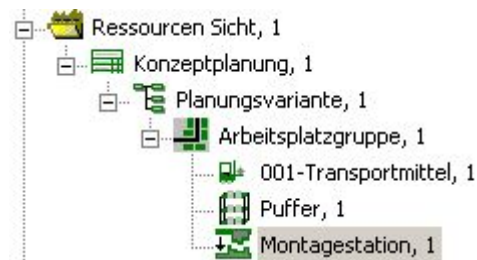 Ressourcen Sicht, 1
Konzeptplanung, 1
Planungsvariante, 1
Arbeitsplatzgruppe, 1
001-Transportmittel, 1
Puffer, 1
Montagestation, 1